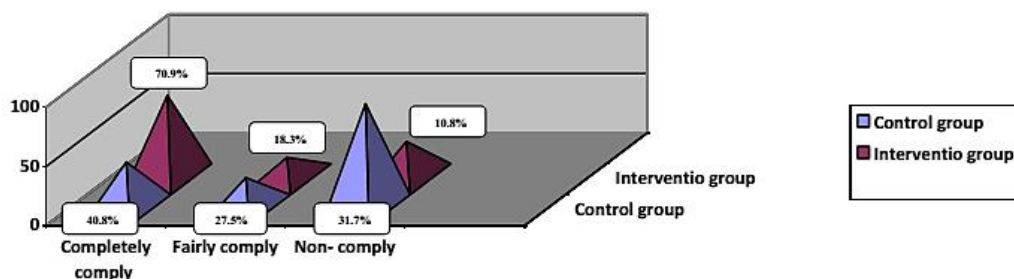 70.9%
100
10.8%
18.3%
Control group
50
Interventio group
Interventio group
Control group
0
40.8%
27.5%
31.7%
Completely
comply
Fairly comply
Non- comply